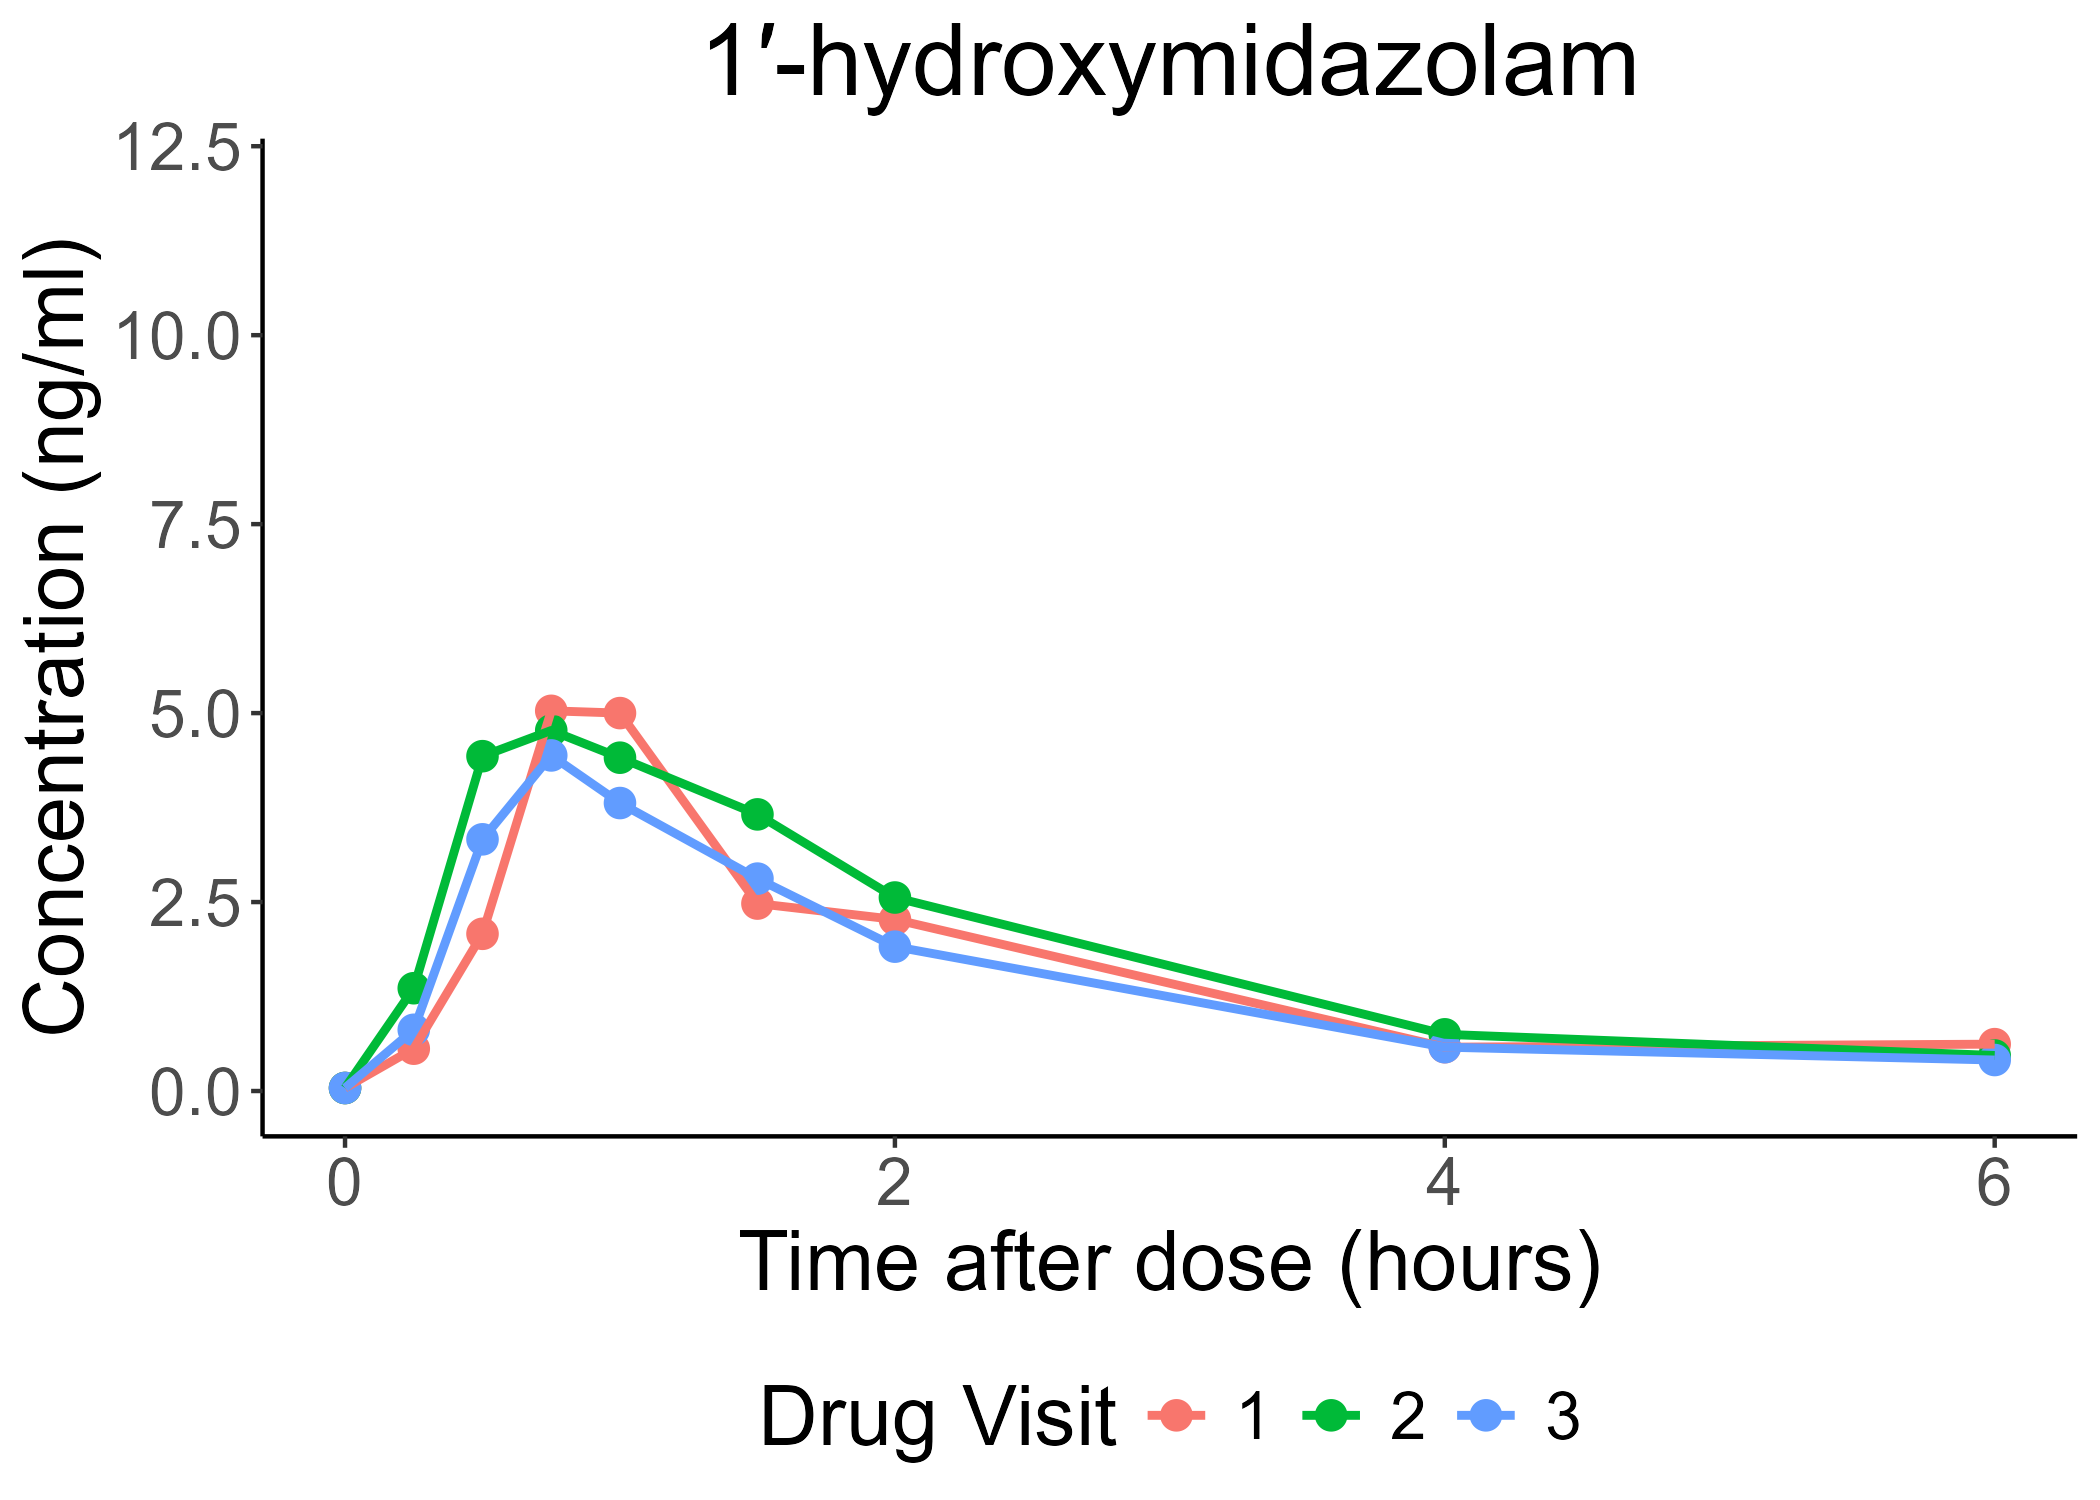 1′-hydroxymidazolam
Concentration (ng/ml)
12.5
10.0
7.5
5.0
2.5
0.0
0 2 4 6
Time after dose (hours)
Drug Visit 1 2 3